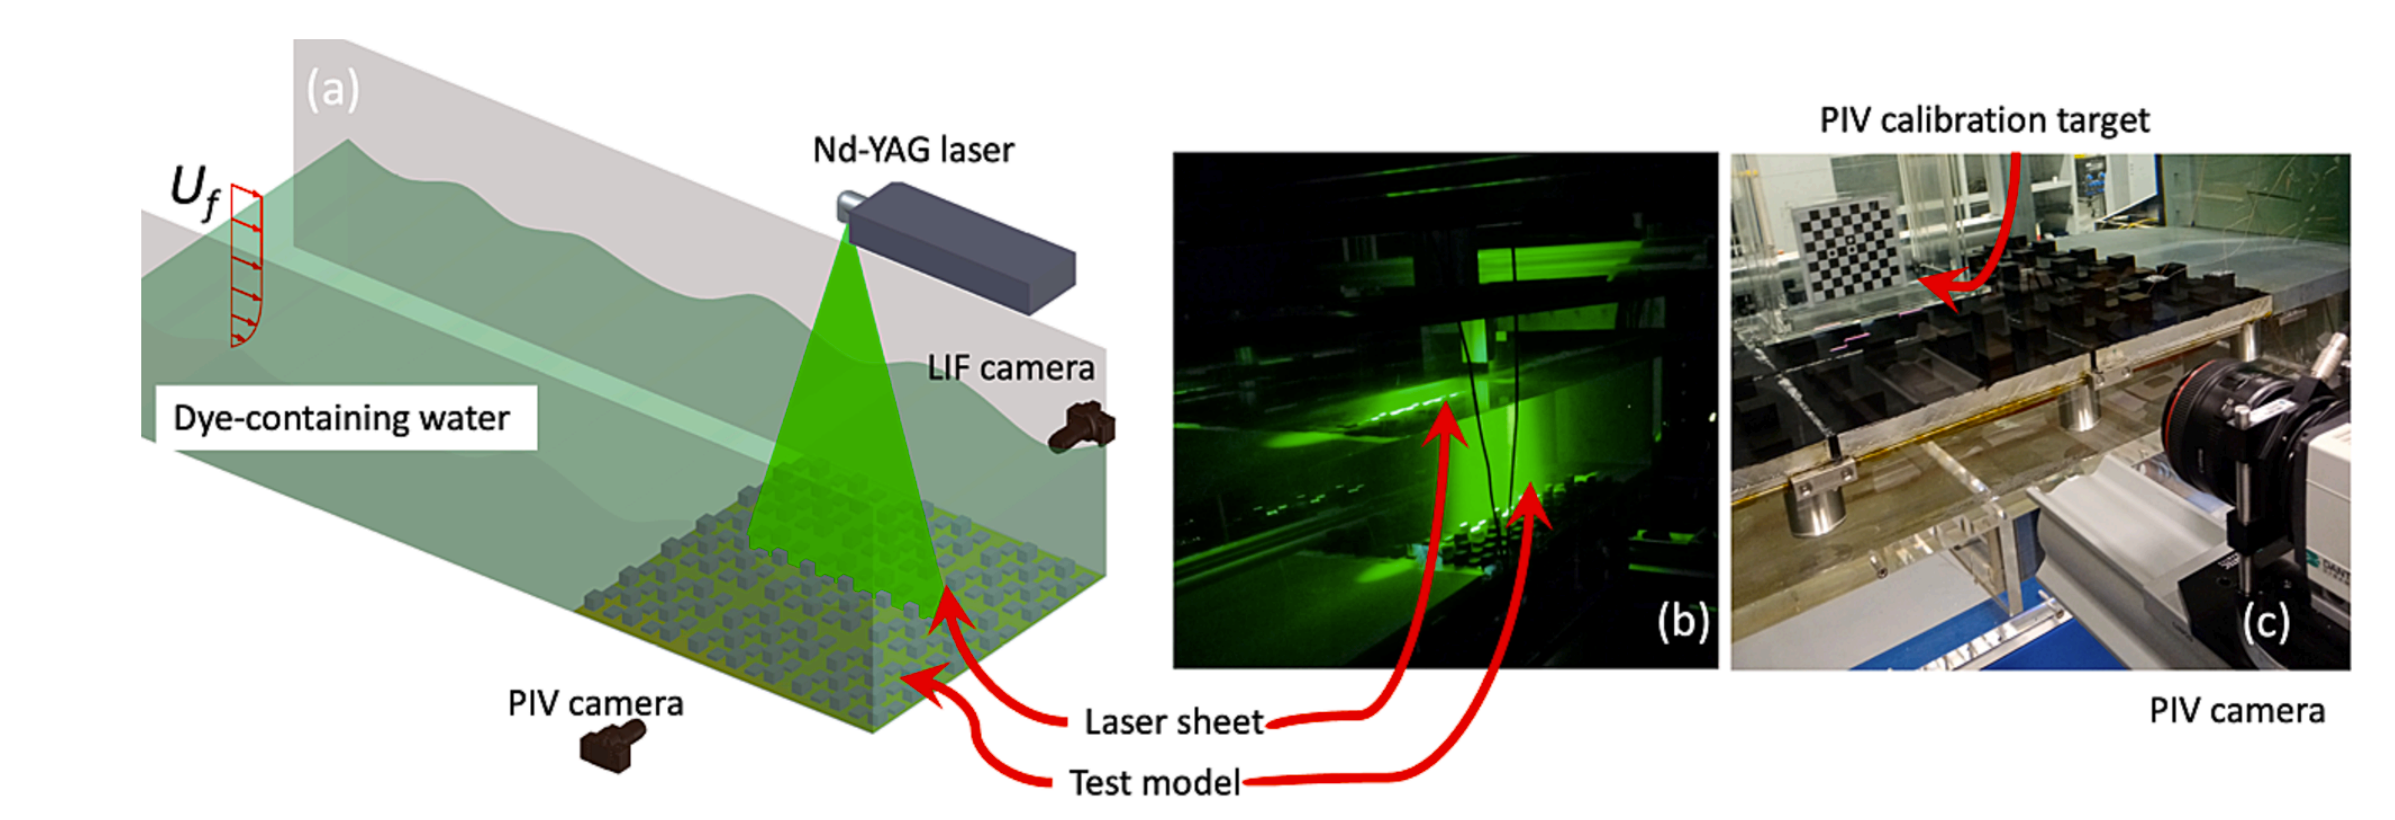 (a)
U_f
Nd-YAG laser
LIF camera
Dye-containing water
PIV camera
Laser sheet
Test model
(b)
PIV calibration target
(c)
PIV camera